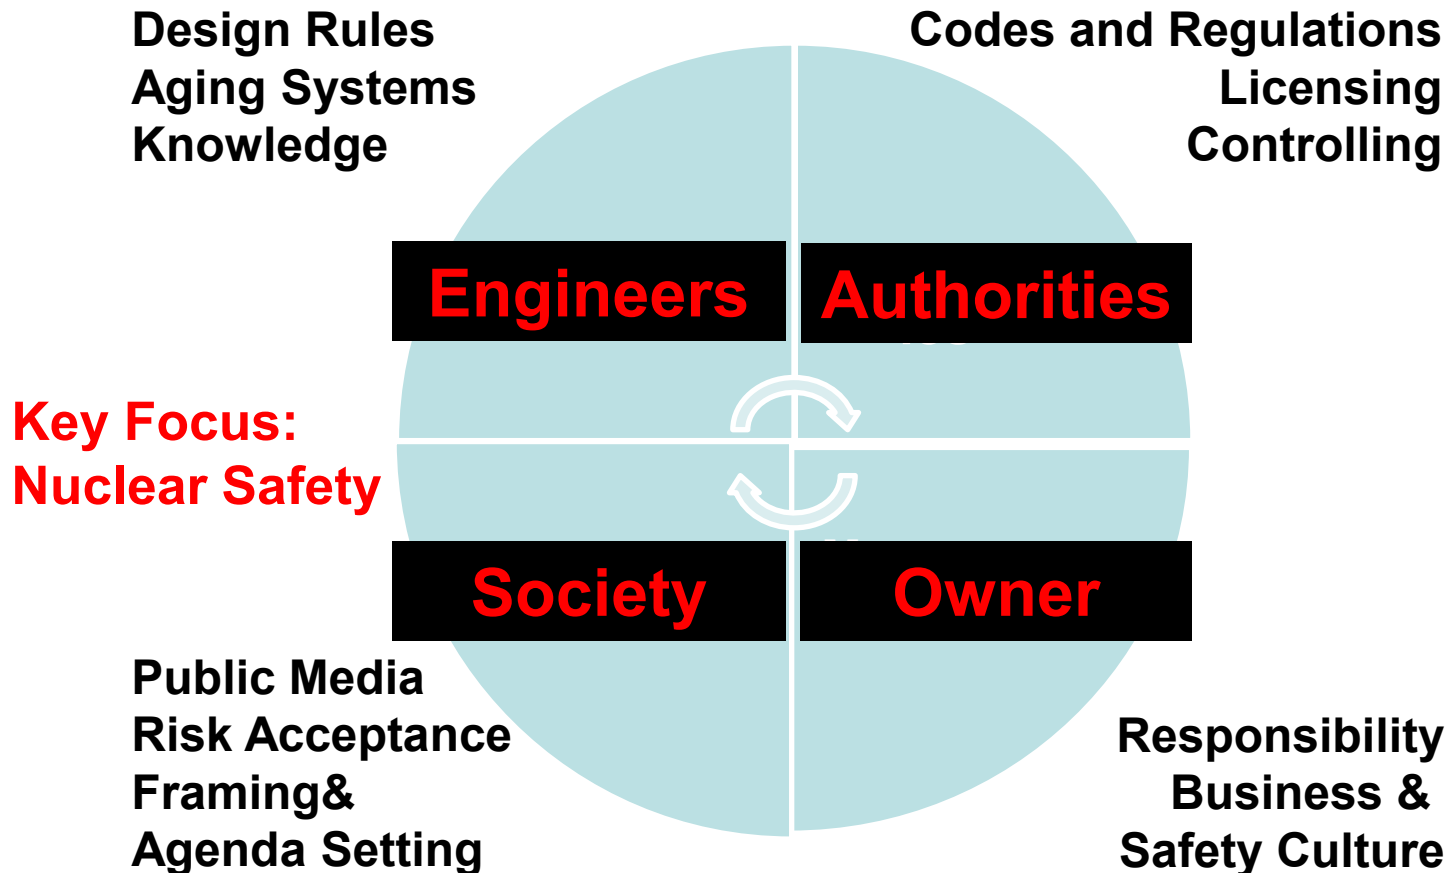 Design Rules
Aging Systems
Knowledge
Codes and Regulations
Licensing
Controlling
Engineers
Authorities
Key Focus:
Nuclear Safety
Society
Owner
Public Media
Risk Acceptance
Framing&
Agenda Setting
Responsibility
Business &
Safety Culture